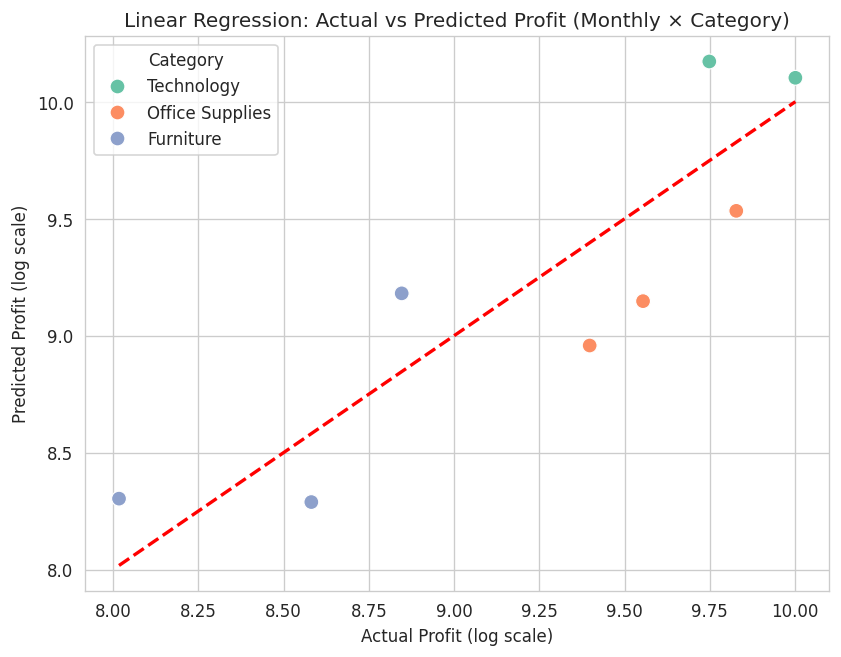 Linear Regression: Actual vs Predicted Profit (Monthly × Category)
Category
Technology
Office Supplies
Furniture
Predicted Profit (log scale)
10.0
9.5
9.0
8.5
8.0
8.00 8.25 8.50 8.75 9.00 9.25 9.50 9.75 10.00
Actual Profit (log scale)